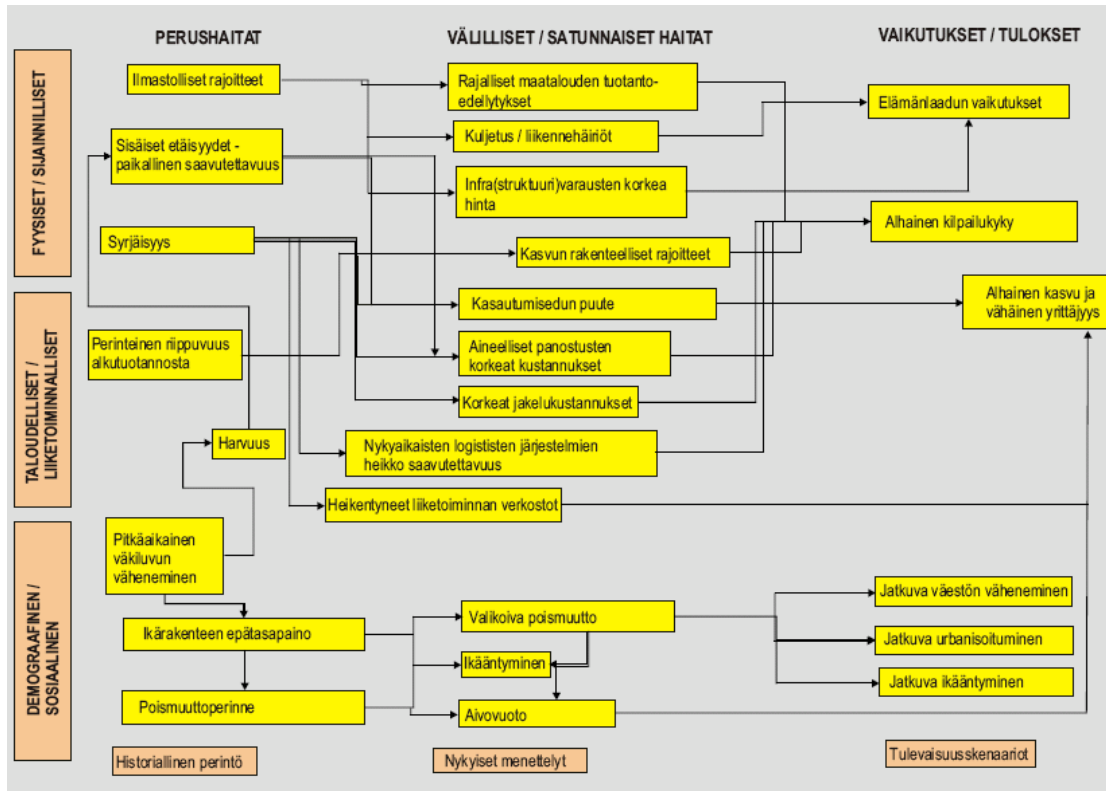 PERUSHAITAT
VÄLILLISET / SATUNNAISET HAITAT
VAIKUTUKSET / TULOKSET
FYYSISET / SIJAINNILLISET
Ilmastolliset rajoitteet
Rajalliset maatalouden tuotanto-
edellytykset
Elämänlaadun vaikutukset
Kuljetus / liikennehäiriöt
Sisäiset etäisyydet -
paikallinen saavutettavuus
Infra(struktuuri)varausten korkea
hinta
Alhainen kilpailukyky
Syrjäisyys
Kasvun rakenteelliset rajoitteet
TALOUDELLISET /
LIIKETOIMINNALLISET
Kasautumisedun puute
Alhainen kasvu ja
vähäinen yrittäjyys
Perinteinen riippuvuus
alkutuotannosta
Aineelliset panostusten
korkeat kustannukset
Korkeat jakelukustannukset
Harvuus
Nykyaikaisten logististen järjestelmien
heikko saavutettavuus
Heikentyneet liiketoiminnan verkostot
DEMOGRAAFINEN /
SOSIAALINEN
Pitkäaikainen
väkiluvun
väheneminen
Jatkuva väestön väheneminen
Ikärakenteen epätasapaino
Valikoiva poismuutto
Jatkuva urbanisoituminen
Ikääntyminen
Jatkuva ikääntyminen
Poismuuttoperinne
Aivovuoto
Historiallinen perintö
Nykyiset menettelyt
Tulevaisuusskenaariot